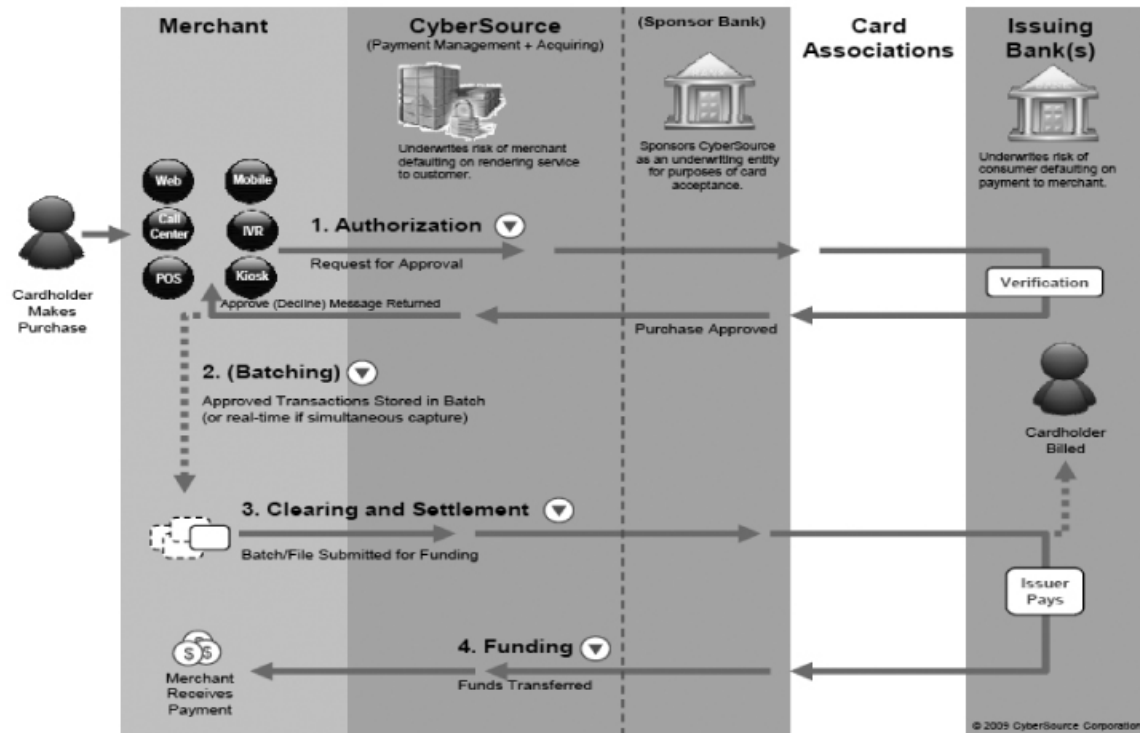 Merchant
CyberSource
(Payment Management + Acquiring)
(Sponsor Bank)
Card
Associations
Issuing
Bank(s)
Underwrites risk of merchant
defaulting on rendering service
to customer.
Sponsors CyberSource
as an underwriting entity
for purposes of card
acceptance.
Underwrites risk of
consumer defaulting on
payment to merchant.
Web
Mobile
Call
Center
IVR
POS
Kiosk
Cardholder
Makes
Purchase
1. Authorization
Request for Approval
Verification
Approve (Decline) Message Returned
Purchase Approved
2. (Batching)
Approved Transactions Stored in Batch
(or real-time if simultaneous capture)
Cardholder
Billed
3. Clearing and Settlement
Batch/File Submitted for Funding
Issuer
Pays
4. Funding
Funds Transferred
$ $ $
Merchant
Receives
Payment
© 2009 CyberSource Corporation